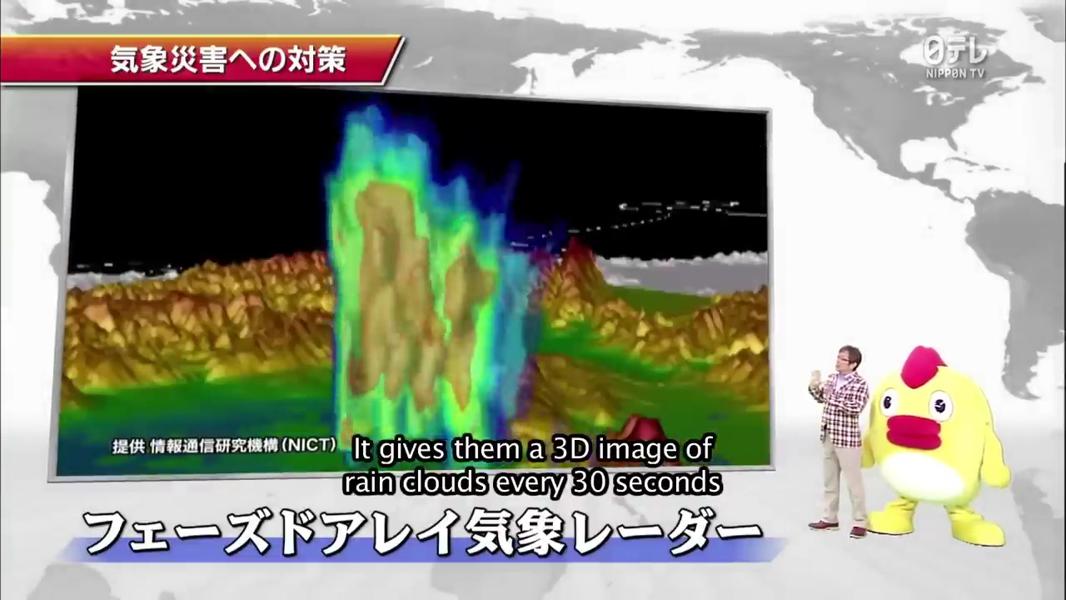 気象災害への対策
日テレ
NIPPON TV
提供 情報通信研究機構(NICT)
It gives them a 3D image of
rain clouds every 30 seconds
フェーズドアレイ気象レーダー